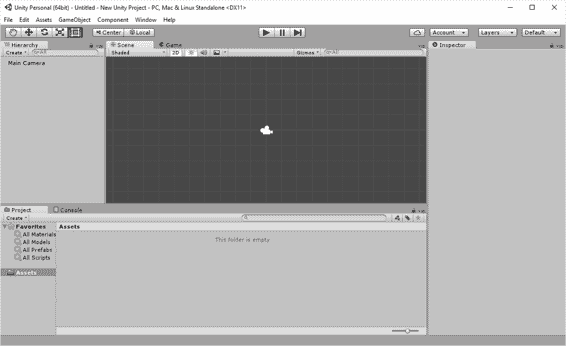 Unity Personal (64bit) - Untitled - New Unity Project - PC, Mac & Linux Standalone <DX11>
File Edit Assets GameObject Component Window Help
Center Local Account Layers Default
Hierarchy Scene Game Inspector
Create All Shaded 2D Gizmos All
Main Camera
Project Console
Create
Favorites Assets
All Materials This folder is empty
All Models
All Prefabs
All Scripts
Assets